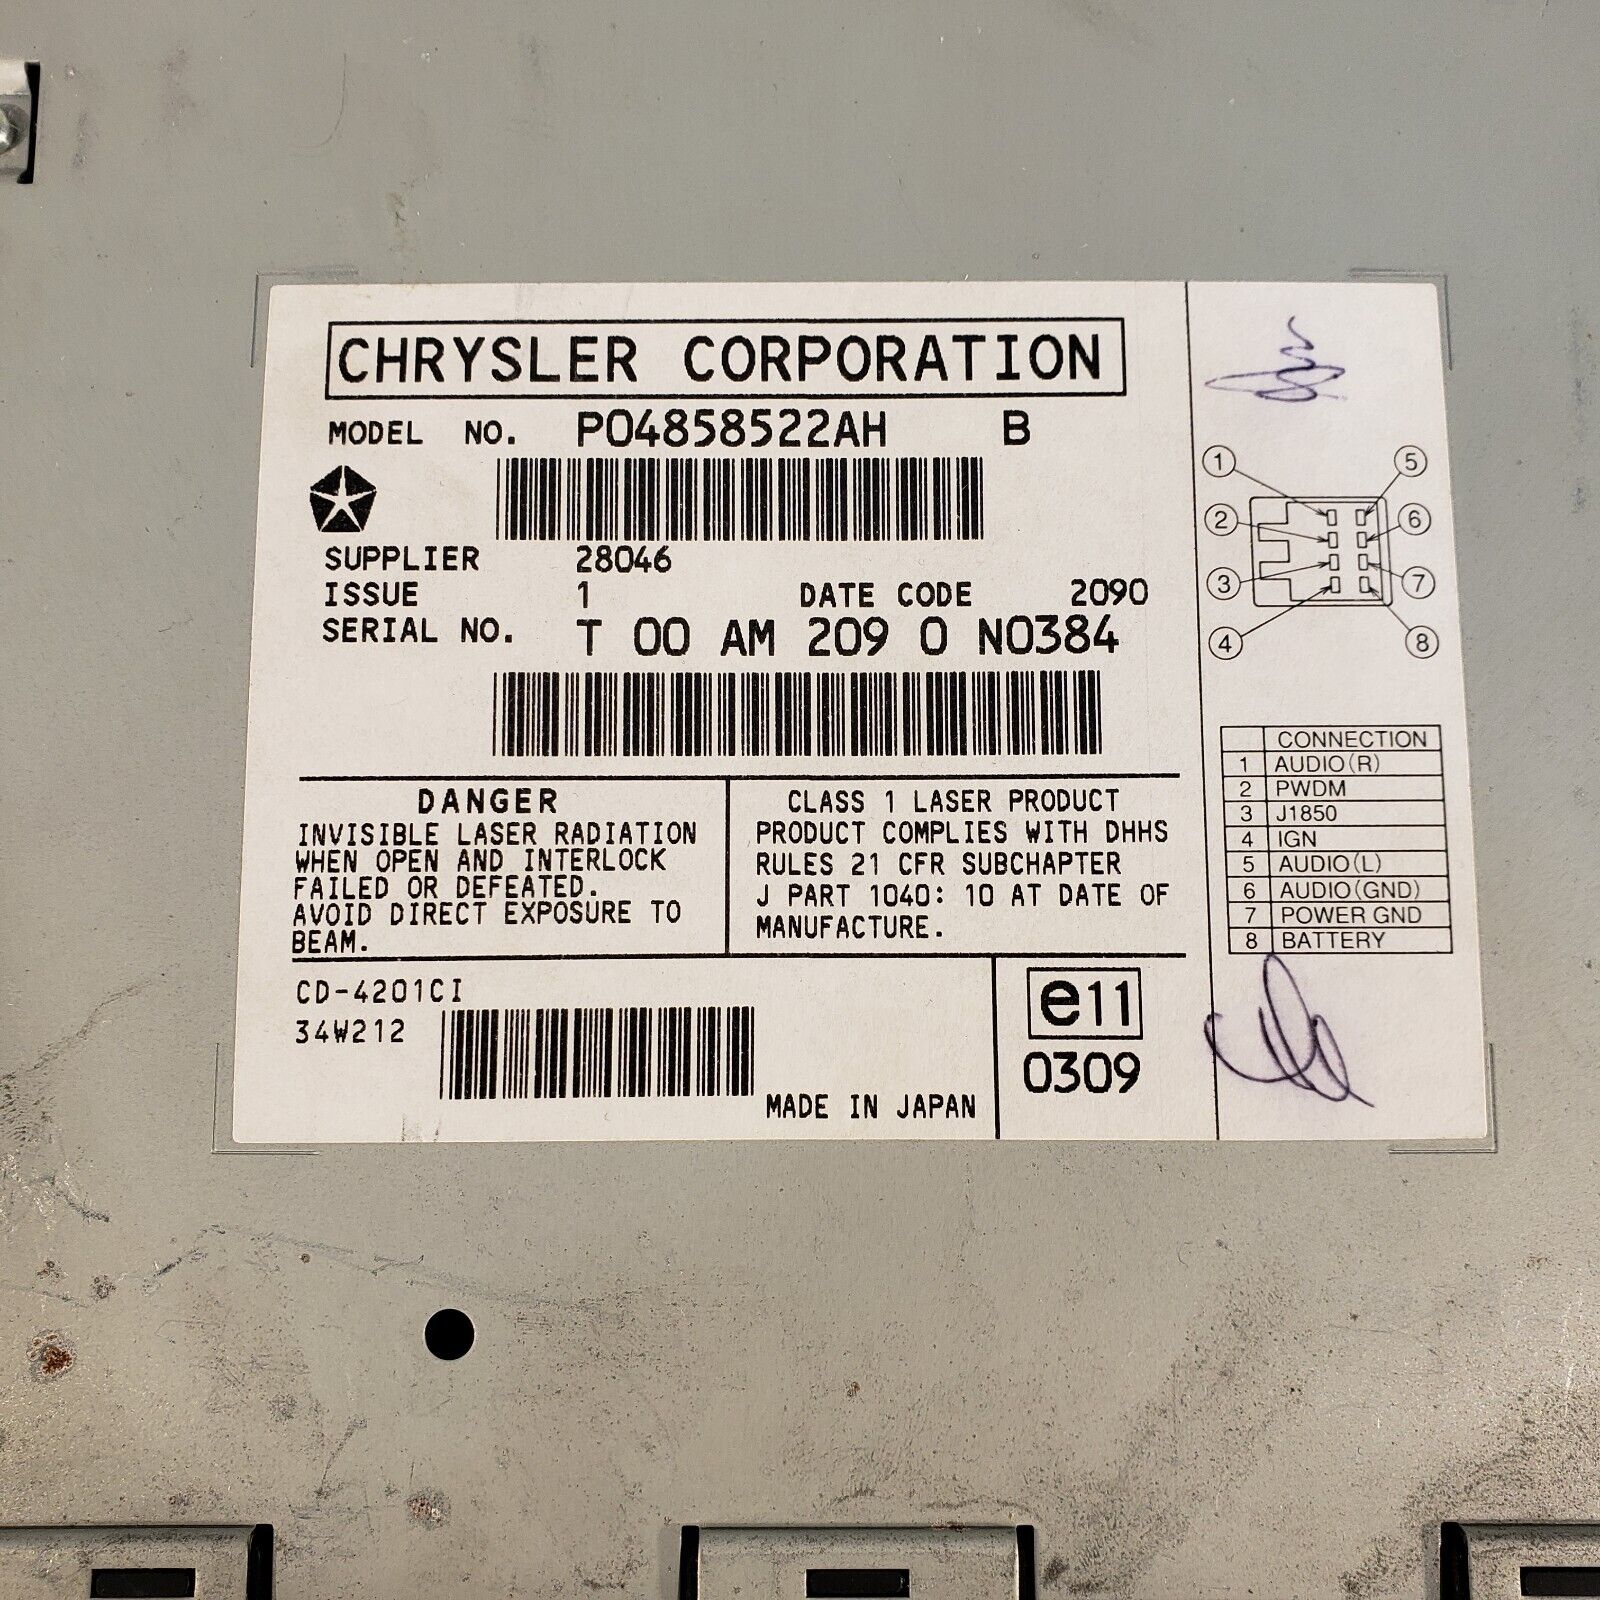 CHRYSLER CORPORATION
MODEL NO. P04858522AH B
SUPPLIER 28046
ISSUE 1 DATE CODE 2090
SERIAL NO. T 00 AM 209 0 N0384
DANGER
INVISIBLE LASER RADIATION
WHEN OPEN AND INTERLOCK
FAILED OR DEFEATED.
AVOID DIRECT EXPOSURE TO
BEAM.
CLASS 1 LASER PRODUCT
PRODUCT COMPLIES WITH DHHS
RULES 21 CFR SUBCHAPTER
J PART 1040: 10 AT DATE OF
MANUFACTURE.
CD-4201CI
34W212
MADE IN JAPAN
e11
0309
1 5
2 6
3 7
4 8
CONNECTION
1 AUDIO(R)
2 PWDM
3 J1850
4 IGN
5 AUDIO(L)
6 AUDIO(GND)
7 POWER GND
8 BATTERY